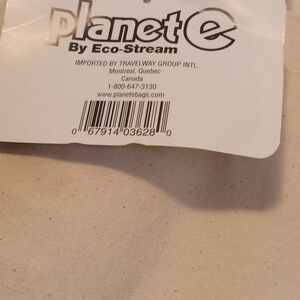 planet e
By Eco-Stream
IMPORTED BY TRAVELWAY GROUP INTL.
Montreal, Quebec
Canada
1-800-647-3130
www.planetebags.com
0 67914 03628 0